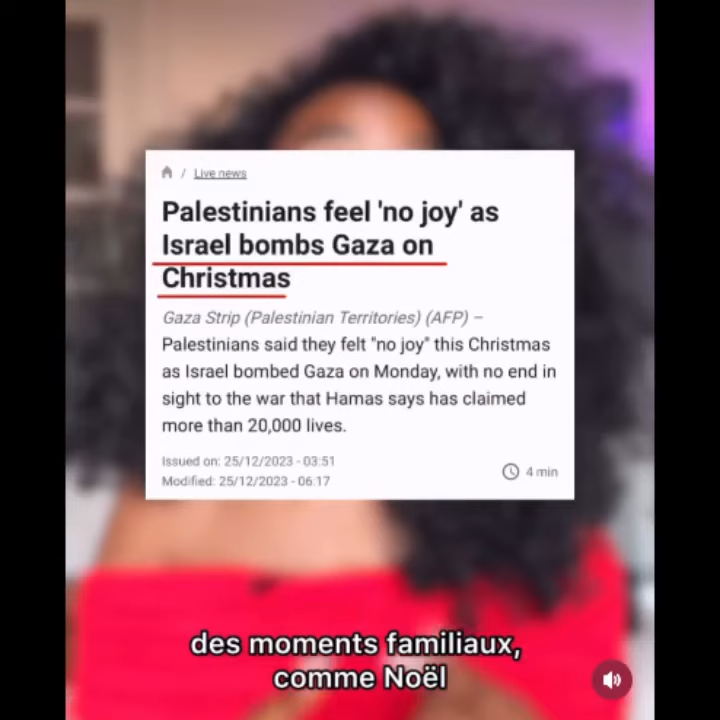 / Live news
Palestinians feel 'no joy' as
Israel bombs Gaza on
Christmas
Gaza Strip (Palestinian Territories) (AFP) –
Palestinians said they felt "no joy" this Christmas
as Israel bombed Gaza on Monday, with no end in
sight to the war that Hamas says has claimed
more than 20,000 lives.
Issued on: 25/12/2023 - 03:51
Modified: 25/12/2023 - 06:17
4 min
des moments familiaux,
comme Noël